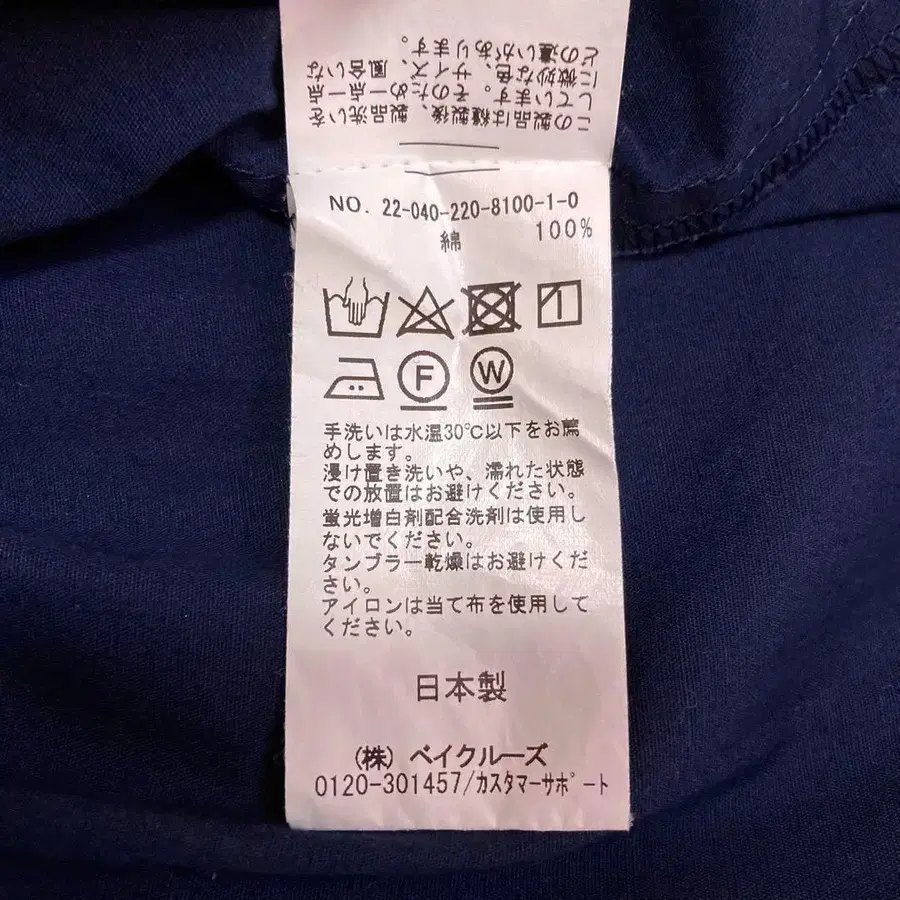 この製品は縫製後、製品洗いを
しています。そのため一点一点
に微妙な色、サイズ、風合いな
どの違いがあります。
NO. 22-040-220-8100-1-0
綿 100%
F W
手洗いは水温30℃以下をお薦
めします。
浸け置き洗いや、濡れた状態
での放置はお避けください。
蛍光増白剤配合洗剤は使用し
ないでください。
タンブラー乾燥はお避けくだ
さい。
アイロンは当て布を使用して
ください。
日本製
(株) ベイクルーズ
0120-301457/カスタマーサポート